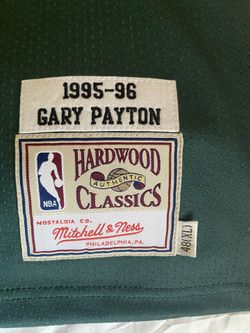 1995-96
GARY PAYTON
HARDWOOD
AUTHENTIC
CLASSICS
NBA
NOSTALGIA CO.
Mitchell & Ness
PHILADELPHIA, PA.
48(XL)